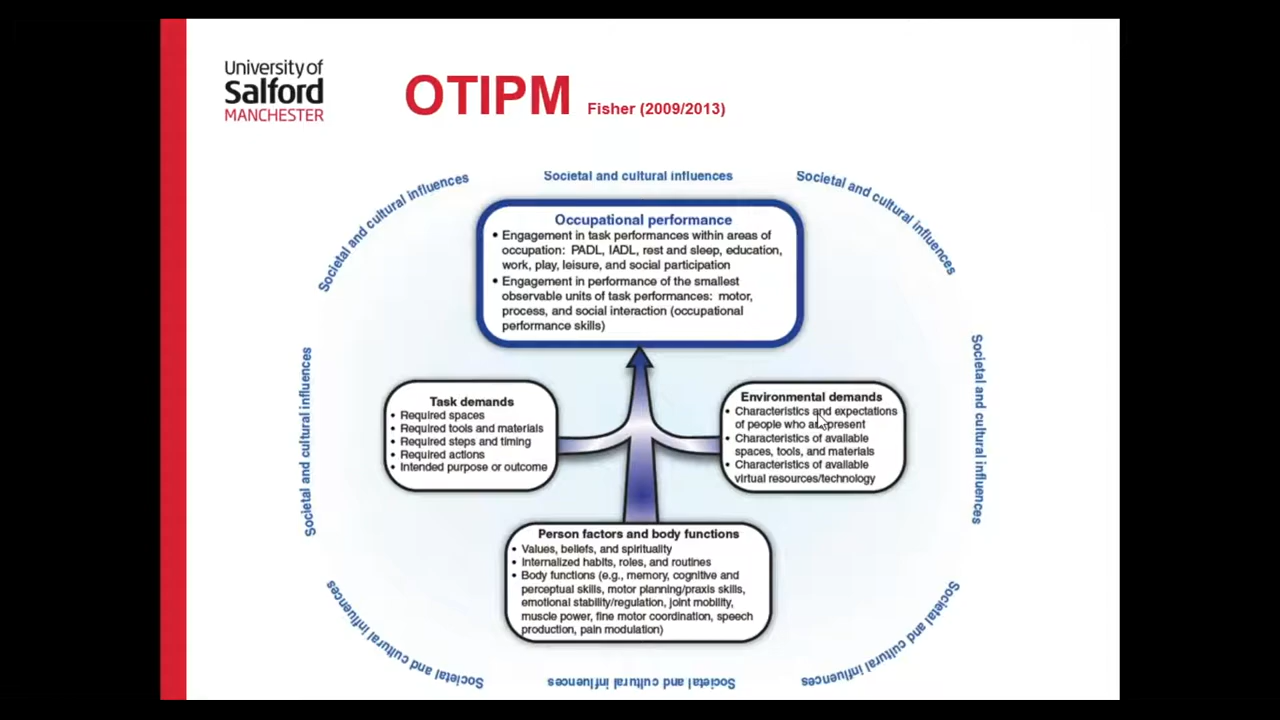 University of
Salford
MANCHESTER
OTIPM Fisher (2009/2013)
Societal and cultural influences
Societal and cultural influences
Societal and cultural influences
Occupational performance
• Engagement in task performances within areas of
occupation: PADL, IADL, rest and sleep, education,
work, play, leisure, and social participation
• Engagement in performance of the smallest
observable units of task performances: motor,
process, and social interaction (occupational
performance skills)
Societal and cultural influences
Societal and cultural influences
Task demands
• Required spaces
• Required tools and materials
• Required steps and timing
• Required actions
• Intended purpose or outcome
Environmental demands
• Characteristics and expectations
of people who are present
• Characteristics of available
spaces, tools, and materials
• Characteristics of available
virtual resources/technology
Person factors and body functions
• Values, beliefs, and spirituality
• Internalized habits, roles, and routines
• Body functions (e.g., memory, cognitive and
perceptual skills, motor planning/praxis skills,
emotional stability/regulation, joint mobility,
muscle power, fine motor coordination, speech
production, pain modulation)
Societal and cultural influences
Societal and cultural influences
Societal and cultural influences